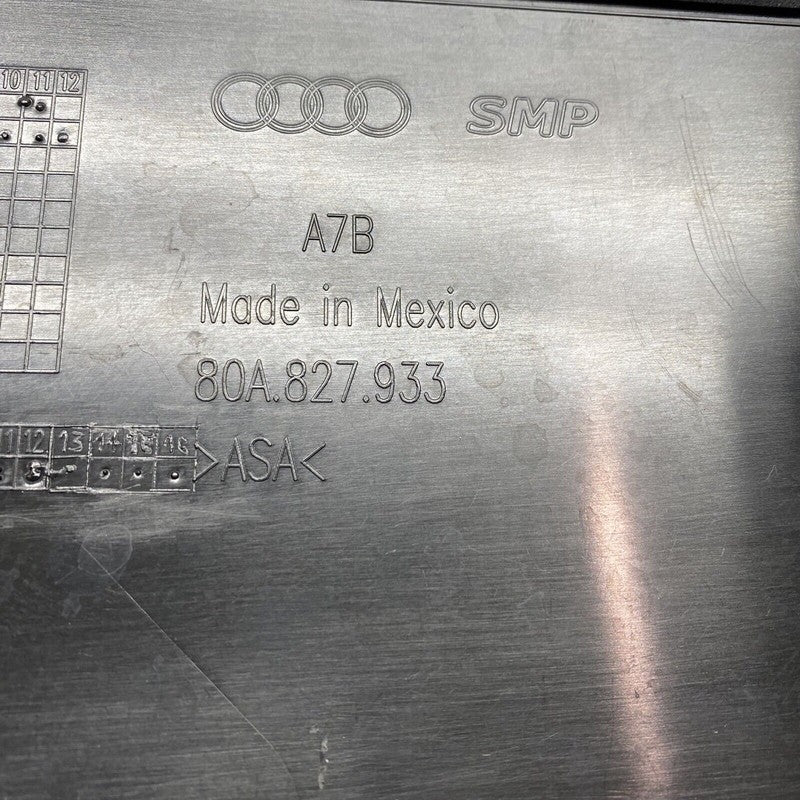 10 11 12
SMP
A7B
Made in Mexico
80A.827.933
11 12 13 14 15 16
>ASA<